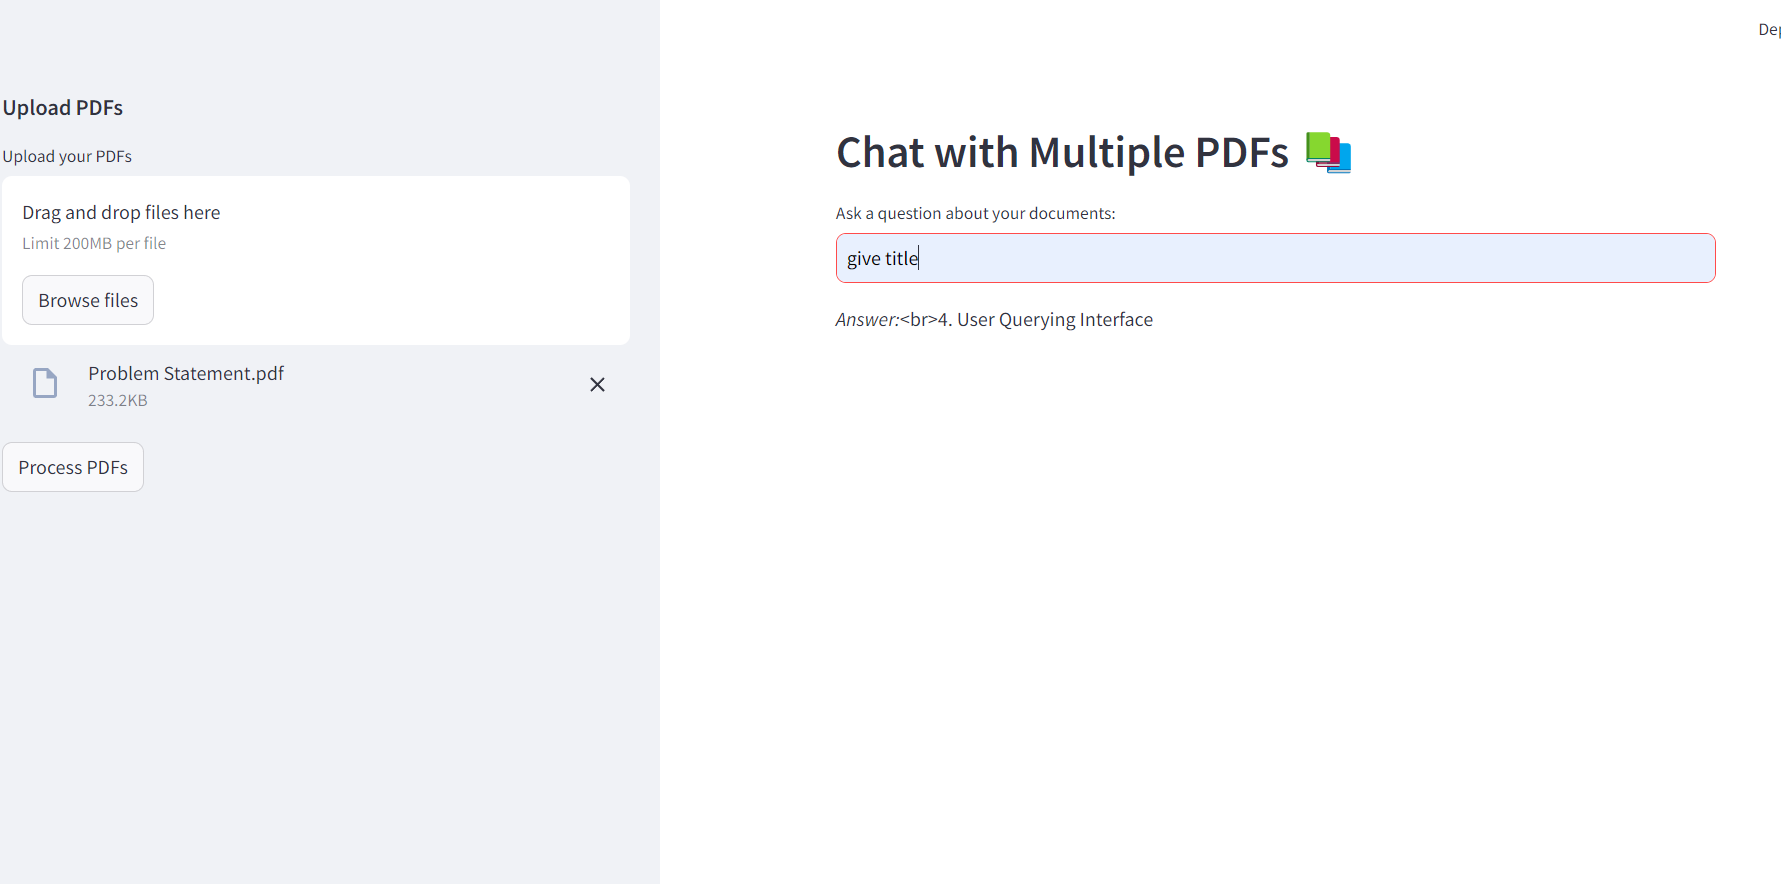 Upload PDFs
Upload your PDFs
Drag and drop files here
Limit 200MB per file
Browse files
Problem Statement.pdf
233.2KB
Process PDFs
Dep
Chat with Multiple PDFs
Ask a question about your documents:
give title
Answer:<br>4. User Querying Interface